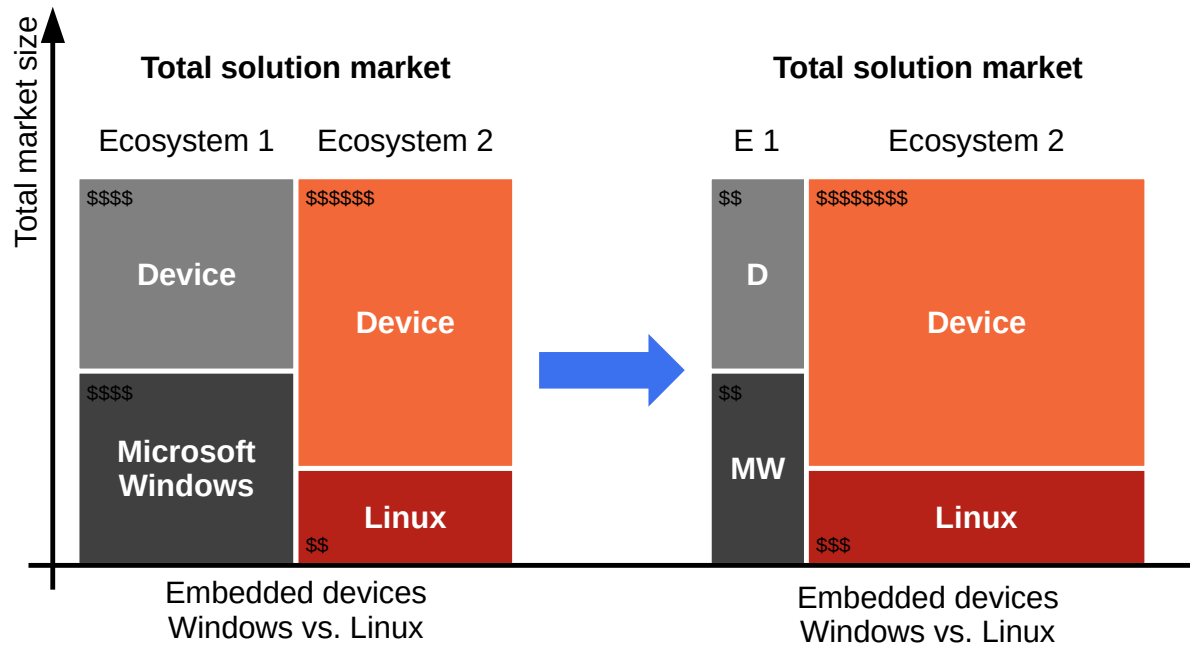 Total market size
Total solution market
Ecosystem 1
Ecosystem 2
$$$$
Device
$$$$$$
Device
$$$$
Microsoft
Windows
Linux
$$
Embedded devices
Windows vs. Linux
Total solution market
E 1
Ecosystem 2
$$
D
$$$$$$$$
Device
$$
MW
Linux
$$$
Embedded devices
Windows vs. Linux